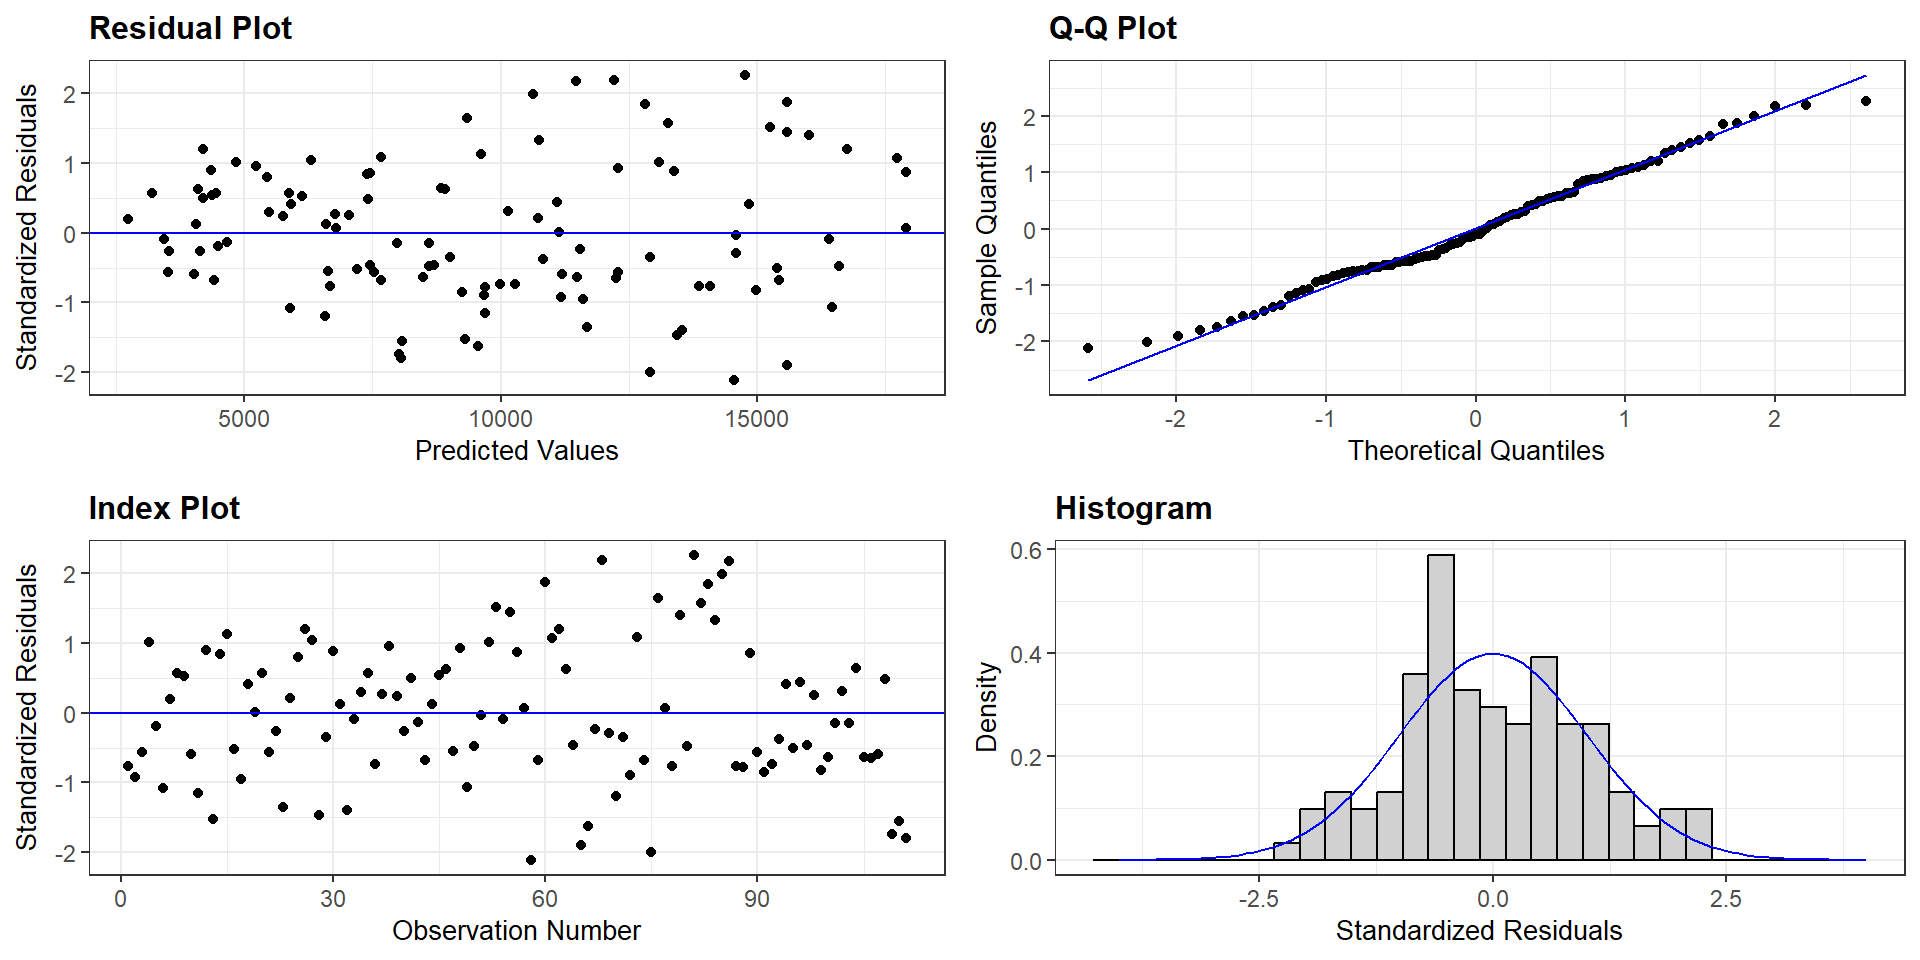 Residual Plot
Standardized Residuals
2
1
0
-1
-2
5000 10000 15000
Predicted Values
Q-Q Plot
Sample Quantiles
2
1
0
-1
-2
-2 -1 0 1 2
Theoretical Quantiles
Index Plot
Standardized Residuals
2
1
0
-1
-2
0 30 60 90
Observation Number
Histogram
Density
0.6
0.4
0.2
0.0
-2.5 0.0 2.5
Standardized Residuals